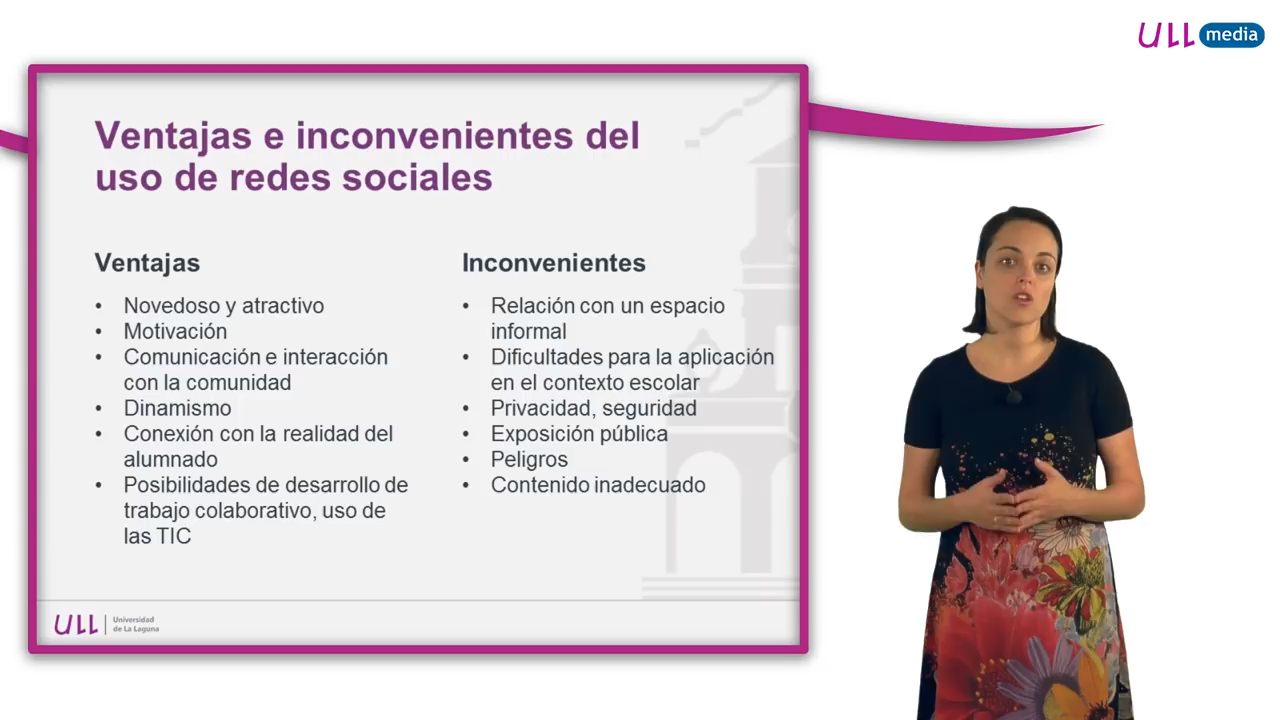 ULL media
Ventajas e inconvenientes del
uso de redes sociales
Ventajas
• Novedoso y atractivo
• Motivación
• Comunicación e interacción
con la comunidad
• Dinamismo
• Conexión con la realidad del
alumnado
• Posibilidades de desarrollo de
trabajo colaborativo, uso de
las TIC
Inconvenientes
• Relación con un espacio
informal
• Dificultades para la aplicación
en el contexto escolar
• Privacidad, seguridad
• Exposición pública
• Peligros
• Contenido inadecuado
ULL
Universidad
de La Laguna